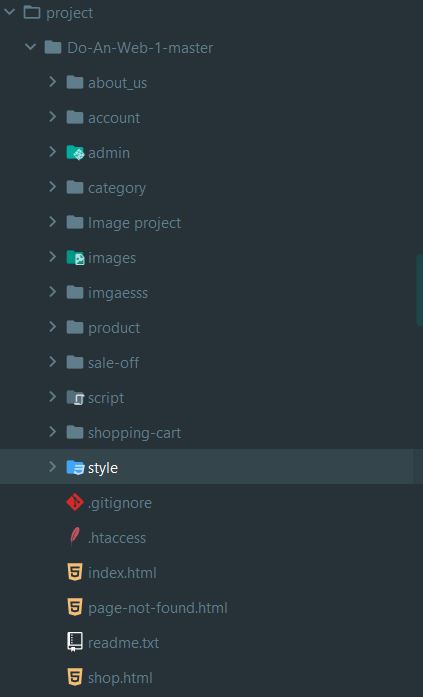 project
Do-An-Web-1-master
about_us
account
admin
category
Image project
images
imgaesss
product
sale-off
script
shopping-cart
style
.gitignore
.htaccess
index.html
page-not-found.html
readme.txt
shop.html